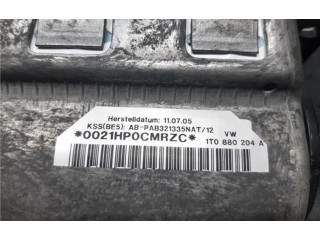 Herstelldatum: 11.07.05
KSS(BE5): AB-PAB321335NAT/12
*0021HP0CMRZC* VW
1T0 880 204 A